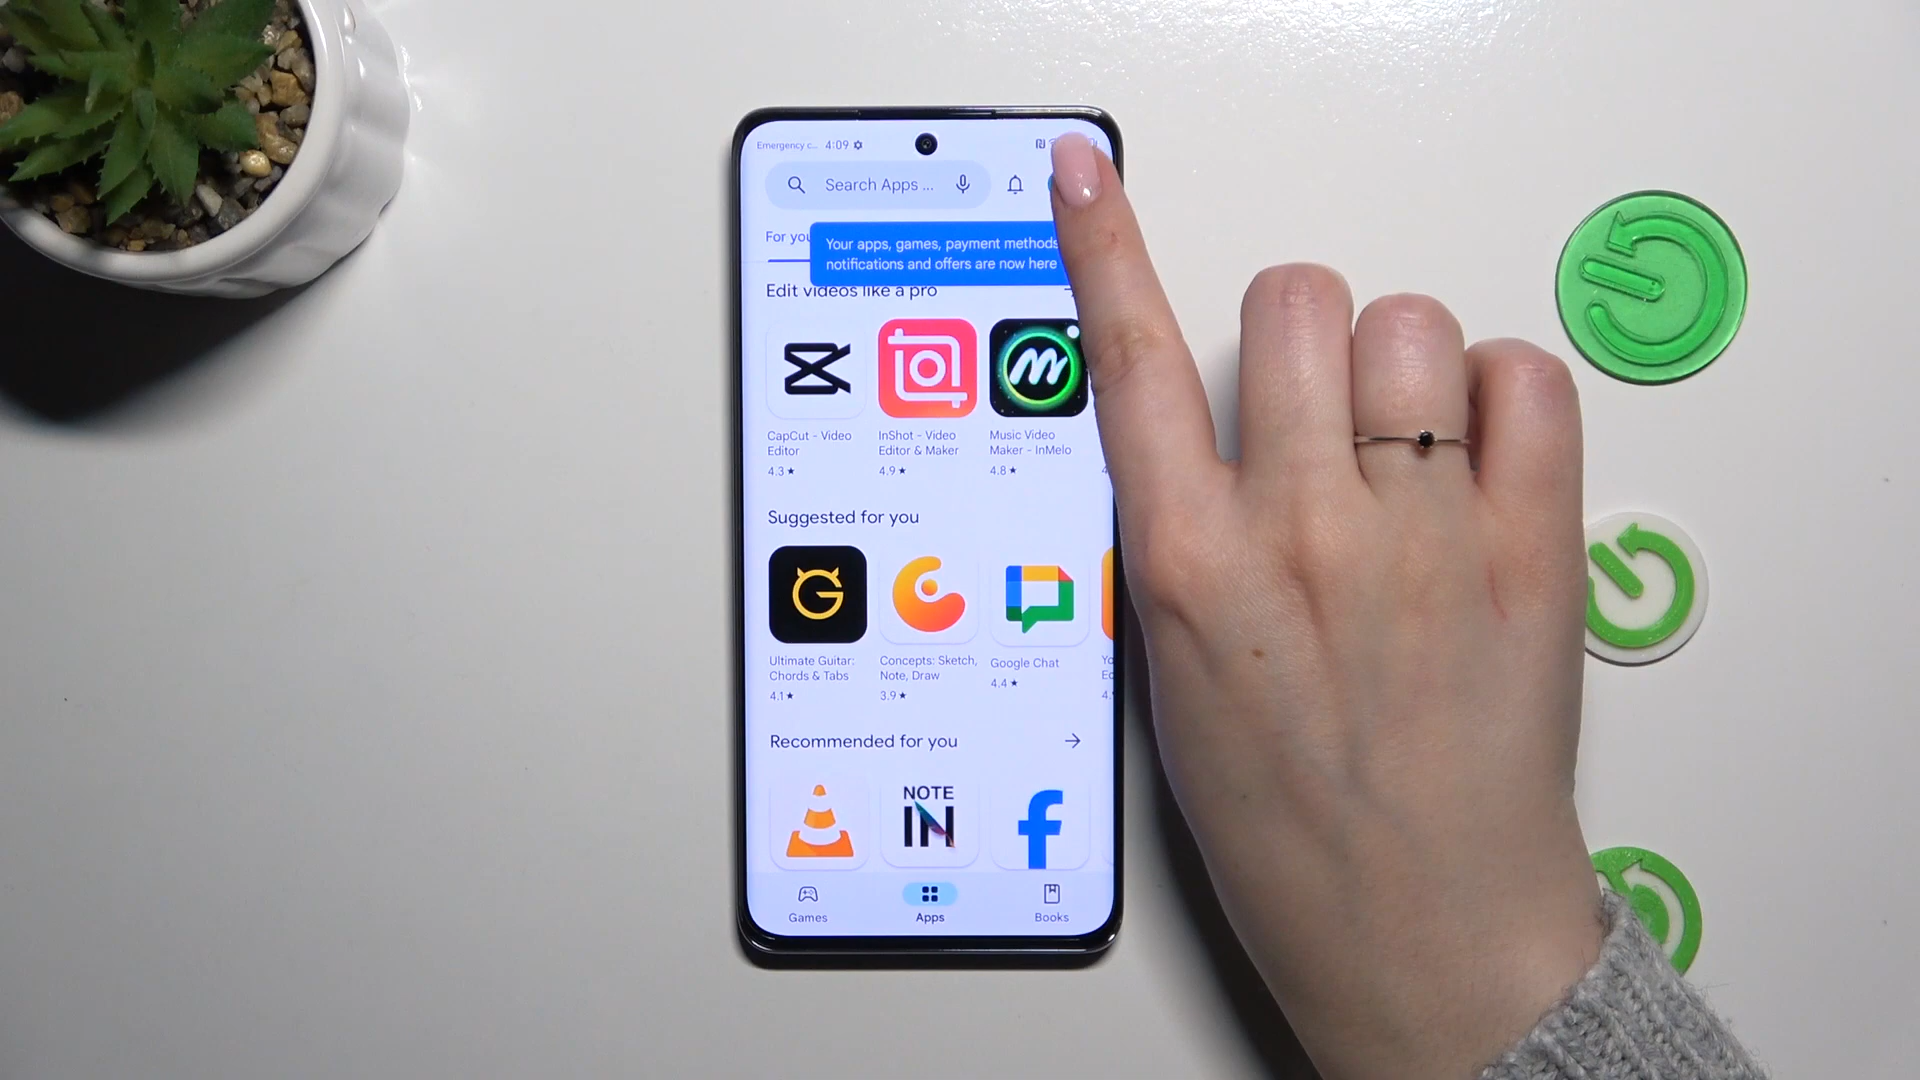 Emergency c... 4:09
Search Apps ...
For you
Your apps, games, payment methods
notifications and offers are now here
Edit videos like a pro
CapCut - Video
Editor
4.3★
InShot - Video
Editor & Maker
4.9★
Music Video
Maker - InMelo
4.8★
Suggested for you
Ultimate Guitar:
Chords & Tabs
4.1★
Concepts: Sketch,
Note, Draw
3.9★
Google Chat
4.4★
Recommended for you
NOTE
IN
Games
Apps
Books